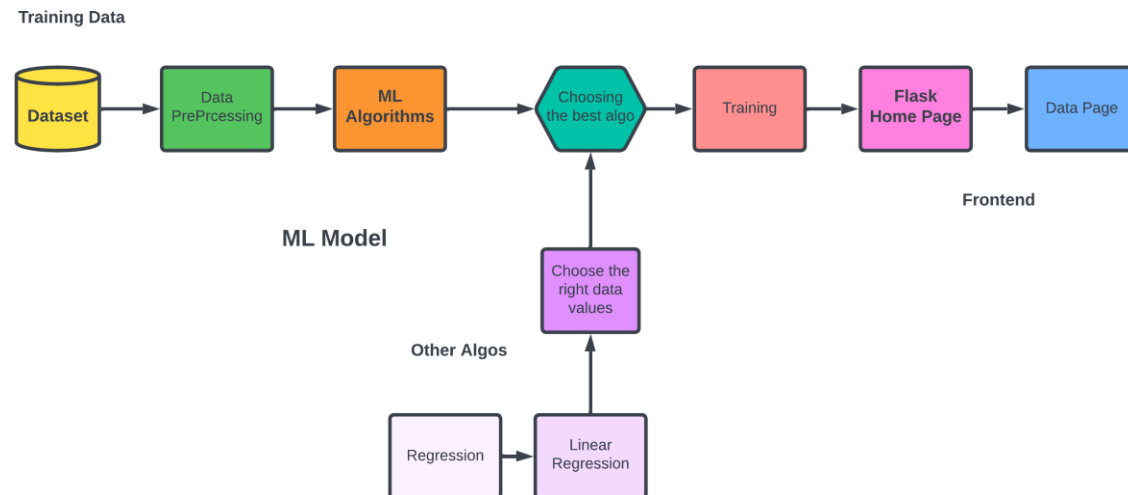 Training Data
Dataset
Data
PrePrcessing
ML
Algorithms
Choosing
the best algo
Training
Flask
Home Page
Data Page
Frontend
ML Model
Choose the
right data
values
Other Algos
Regression
Linear
Regression